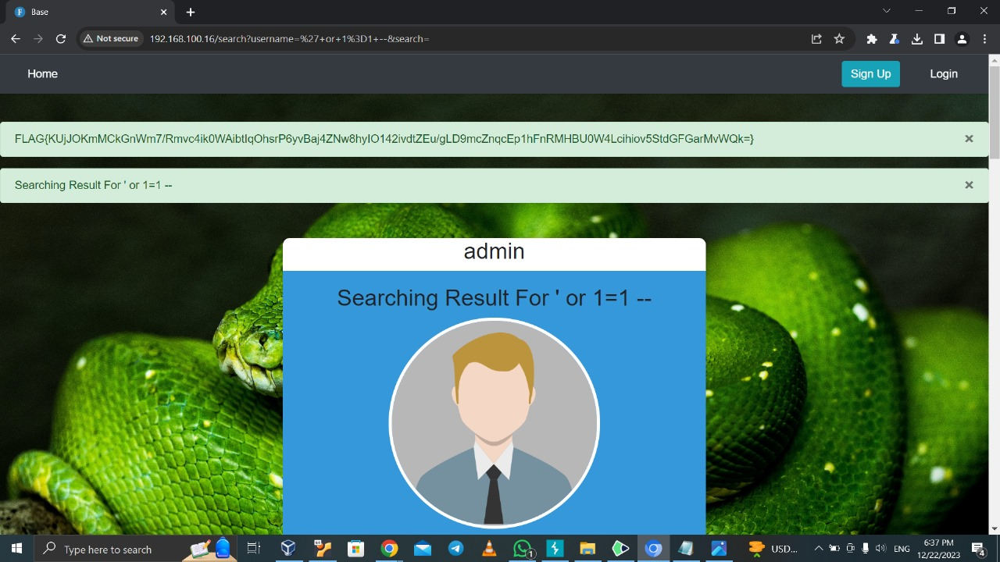 Base
Not secure
192.168.100.16/search?username=%27+or+1%3D1+--&search=
Home
Sign Up
Login
FLAG{KUjJOKmMCkGnWm7/Rmvc4ik0WAibtIqOhsrP6yvBaj4ZNw8hyIO142ivdtZEu/gLD9mcZnqcEp1hFnRMHBU0W4Lcihiov5StdGFGarMvWQk=}
Searching Result For ' or 1=1 --
admin
Searching Result For ' or 1=1 --
Type here to search
1
USD...
ENG
6:37 PM
12/22/2023
4